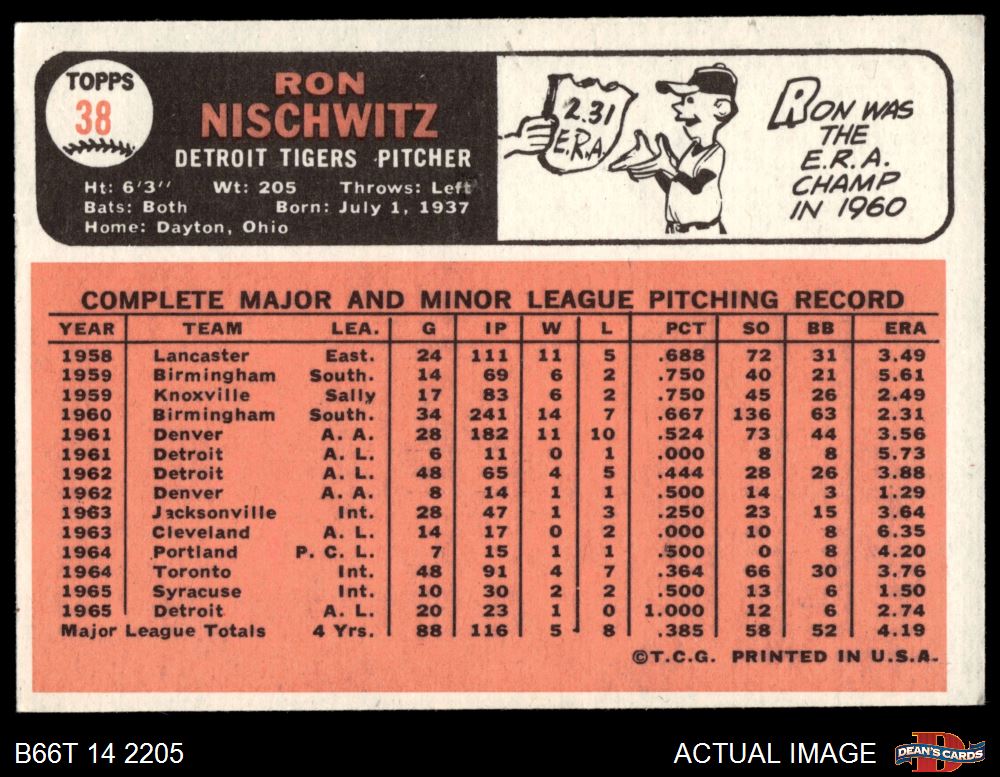 TOPPS
38
RON
NISCHWITZ
DETROIT TIGERS PITCHER
Ht: 6'3" Wt: 205 Throws: Left
Bats: Both Born: July 1, 1937
Home: Dayton, Ohio
2.31
E.R.A.
RON WAS
THE
E.R.A.
CHAMP
IN 1960
COMPLETE MAJOR AND MINOR LEAGUE PITCHING RECORD
YEAR TEAM LEA. G IP W L PCT SO BB ERA
1958 Lancaster East. 24 111 11 5 .688 72 31 3.49
1959 Birmingham South. 14 69 6 2 .750 40 21 5.61
1959 Knoxville Sally 17 83 6 2 .750 45 26 2.49
1960 Birmingham South. 34 241 14 7 .667 136 63 2.31
1961 Denver A. A. 28 182 11 10 .524 73 44 3.56
1961 Detroit A. L. 6 11 0 1 .000 8 8 5.73
1962 Detroit A. L. 48 65 4 5 .444 28 26 3.88
1962 Denver A. A. 8 14 1 1 .500 14 3 1.29
1963 Jacksonville Int. 28 47 1 3 .250 23 15 3.64
1963 Cleveland A. L. 14 17 0 2 .000 10 8 6.35
1964 Portland P. C. L. 7 15 1 1 .500 0 8 4.20
1964 Toronto Int. 48 91 4 7 .364 66 30 3.76
1965 Syracuse Int. 10 30 2 2 .500 13 6 1.50
1965 Detroit A. L. 20 23 1 0 1.000 12 6 2.74
Major League Totals 4 Yrs. 88 116 5 8 .385 58 52 4.19
©T.C.G. PRINTED IN U.S.A.
B66T 14 2205
ACTUAL IMAGE
DEAN'S CARDS